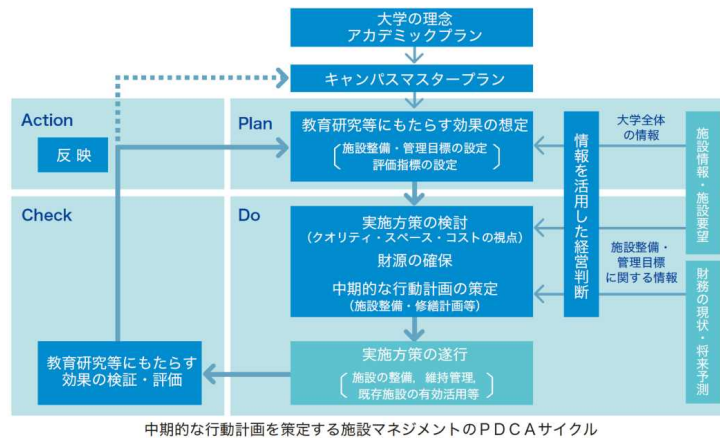 大学の理念
アカデミックプラン
キャンパスマスタープラン
Action
反 映
Plan
教育研究等にもたらす効果の想定
施設整備・管理目標の設定
評価指標の設定
大学全体
の情報
情報を活用した経営判断
施設情報・施設要望
Check
Do
実施方策の検討
（クオリティ・スペース・コストの視点）
財源の確保
中期的な行動計画の策定
（施設整備・修繕計画等）
施設整備・
管理目標
に関する情報
財務の現状・将来予測
教育研究等にもたらす
効果の検証・評価
実施方策の遂行
施設の整備，維持管理，
既存施設の有効活用等
中期的な行動計画を策定する施設マネジメントのＰＤＣＡサイクル